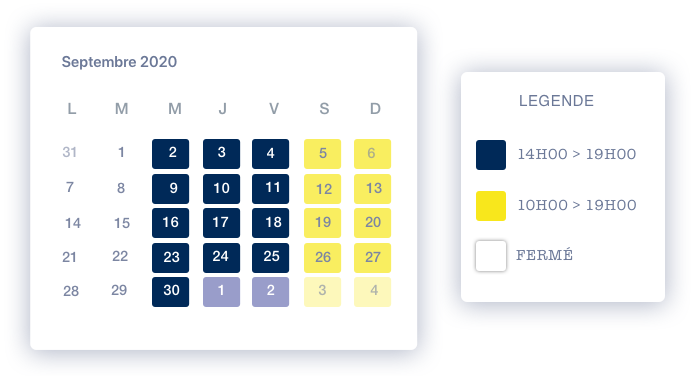 Septembre 2020
L M M J V S D
31 1 2 3 4 5 6
7 8 9 10 11 12 13
14 15 16 17 18 19 20
21 22 23 24 25 26 27
28 29 30 1 2 3 4
LEGENDE
14H00 > 19H00
10H00 > 19H00
FERMÉ